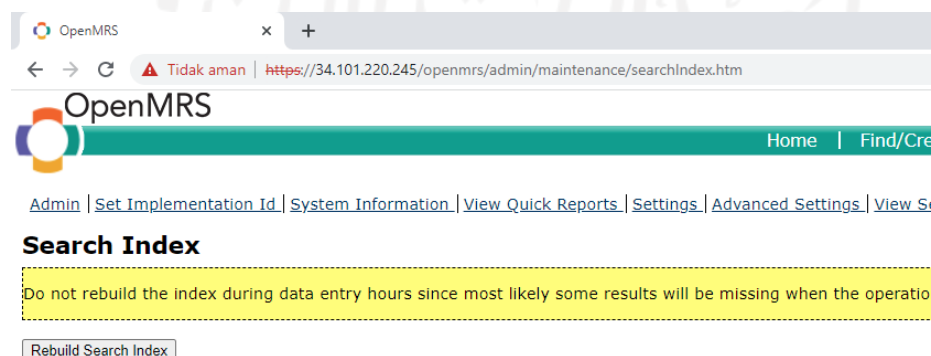 OpenMRS
Tidak aman | https://34.101.220.245/openmrs/admin/maintenance/searchIndex.htm
OpenMRS
Home | Find/Cre
Admin | Set Implementation Id | System Information | View Quick Reports | Settings | Advanced Settings | View Se
Search Index
Do not rebuild the index during data entry hours since most likely some results will be missing when the operatio
Rebuild Search Index